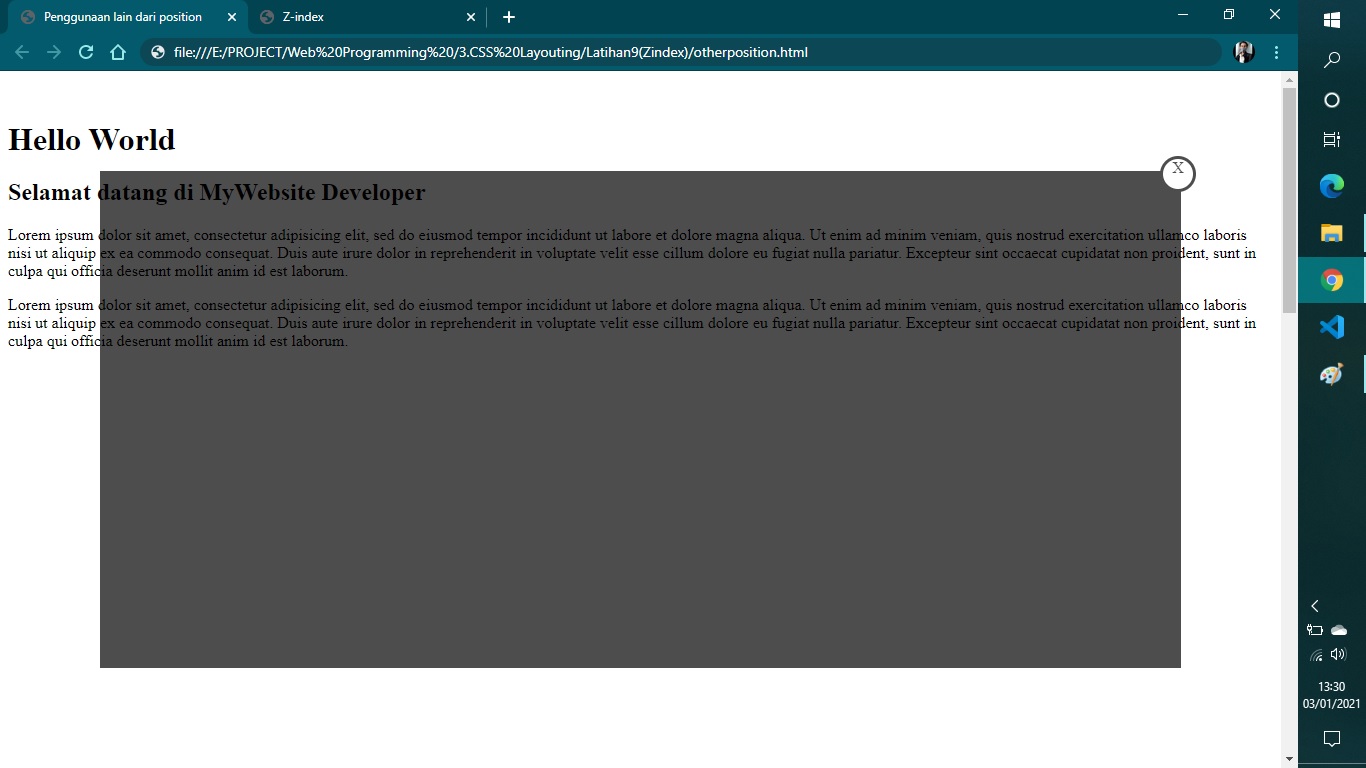 Penggunaan lain dari position
Z-index
file:///E:/PROJECT/Web%20Programming%20/3.CSS%20Layouting/Latihan9(Zindex)/otherposition.html
Hello World
X
Selamat datang di MyWebsite Developer
Lorem ipsum dolor sit amet, consectetur adipisicing elit, sed do eiusmod tempor incididunt ut labore et dolore magna aliqua. Ut enim ad minim veniam, quis nostrud exercitation ullamco laboris
nisi ut aliquip ex ea commodo consequat. Duis aute irure dolor in reprehenderit in voluptate velit esse cillum dolore eu fugiat nulla pariatur. Excepteur sint occaecat cupidatat non proident, sunt in
culpa qui officia deserunt mollit anim id est laborum.
Lorem ipsum dolor sit amet, consectetur adipisicing elit, sed do eiusmod tempor incididunt ut labore et dolore magna aliqua. Ut enim ad minim veniam, quis nostrud exercitation ullamco laboris
nisi ut aliquip ex ea commodo consequat. Duis aute irure dolor in reprehenderit in voluptate velit esse cillum dolore eu fugiat nulla pariatur. Excepteur sint occaecat cupidatat non proident, sunt in
culpa qui officia deserunt mollit anim id est laborum.
13:30
03/01/2021